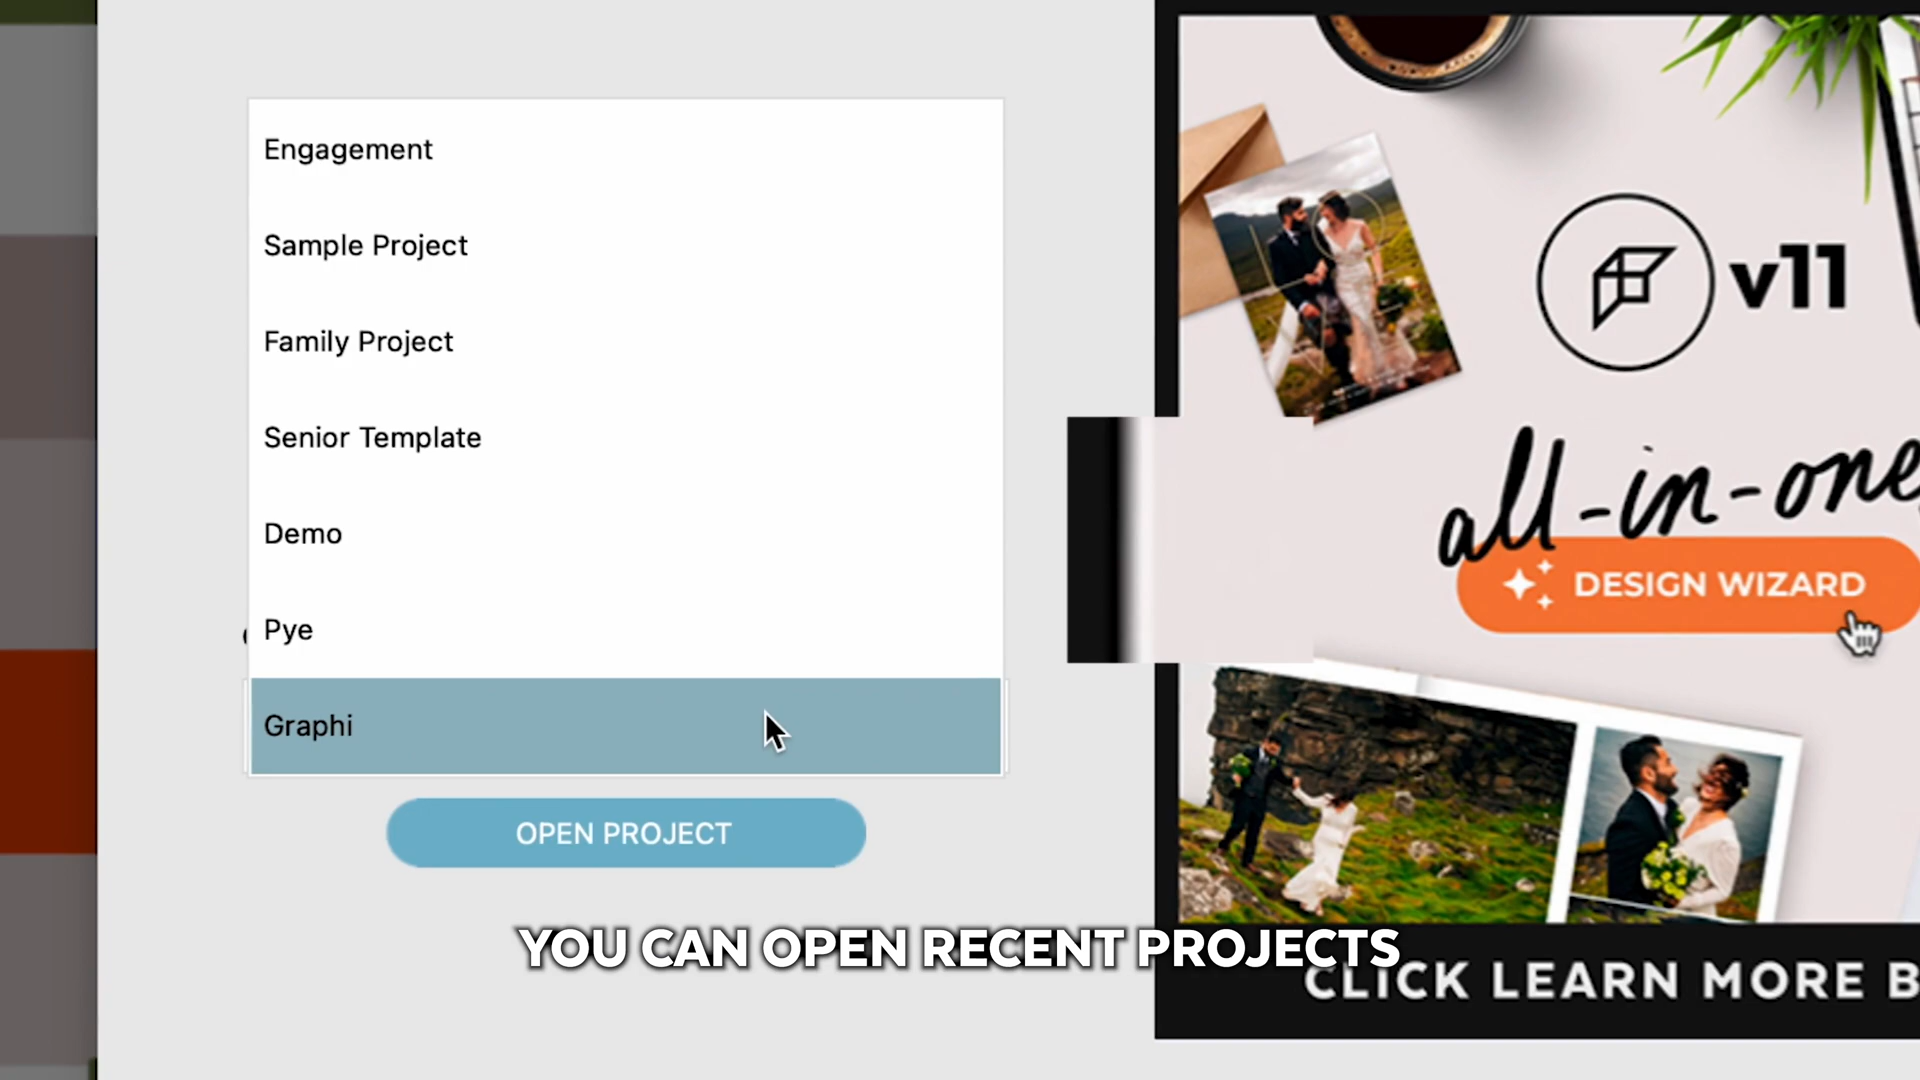 Engagement
Sample Project
Family Project
Senior Template
Demo
Pye
Graphi
OPEN PROJECT
v11
all-in-one
DESIGN WIZARD
YOU CAN OPEN RECENT PROJECTS
CLICK LEARN MORE B